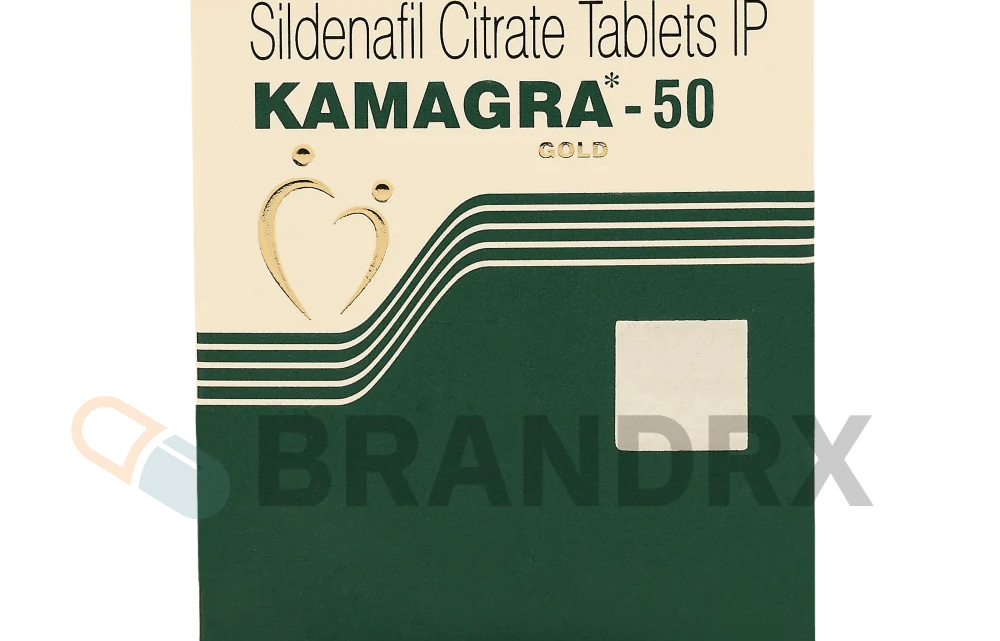 Sildenafil Citrate Tablets IP
KAMAGRA*-50
GOLD
BRANDRX